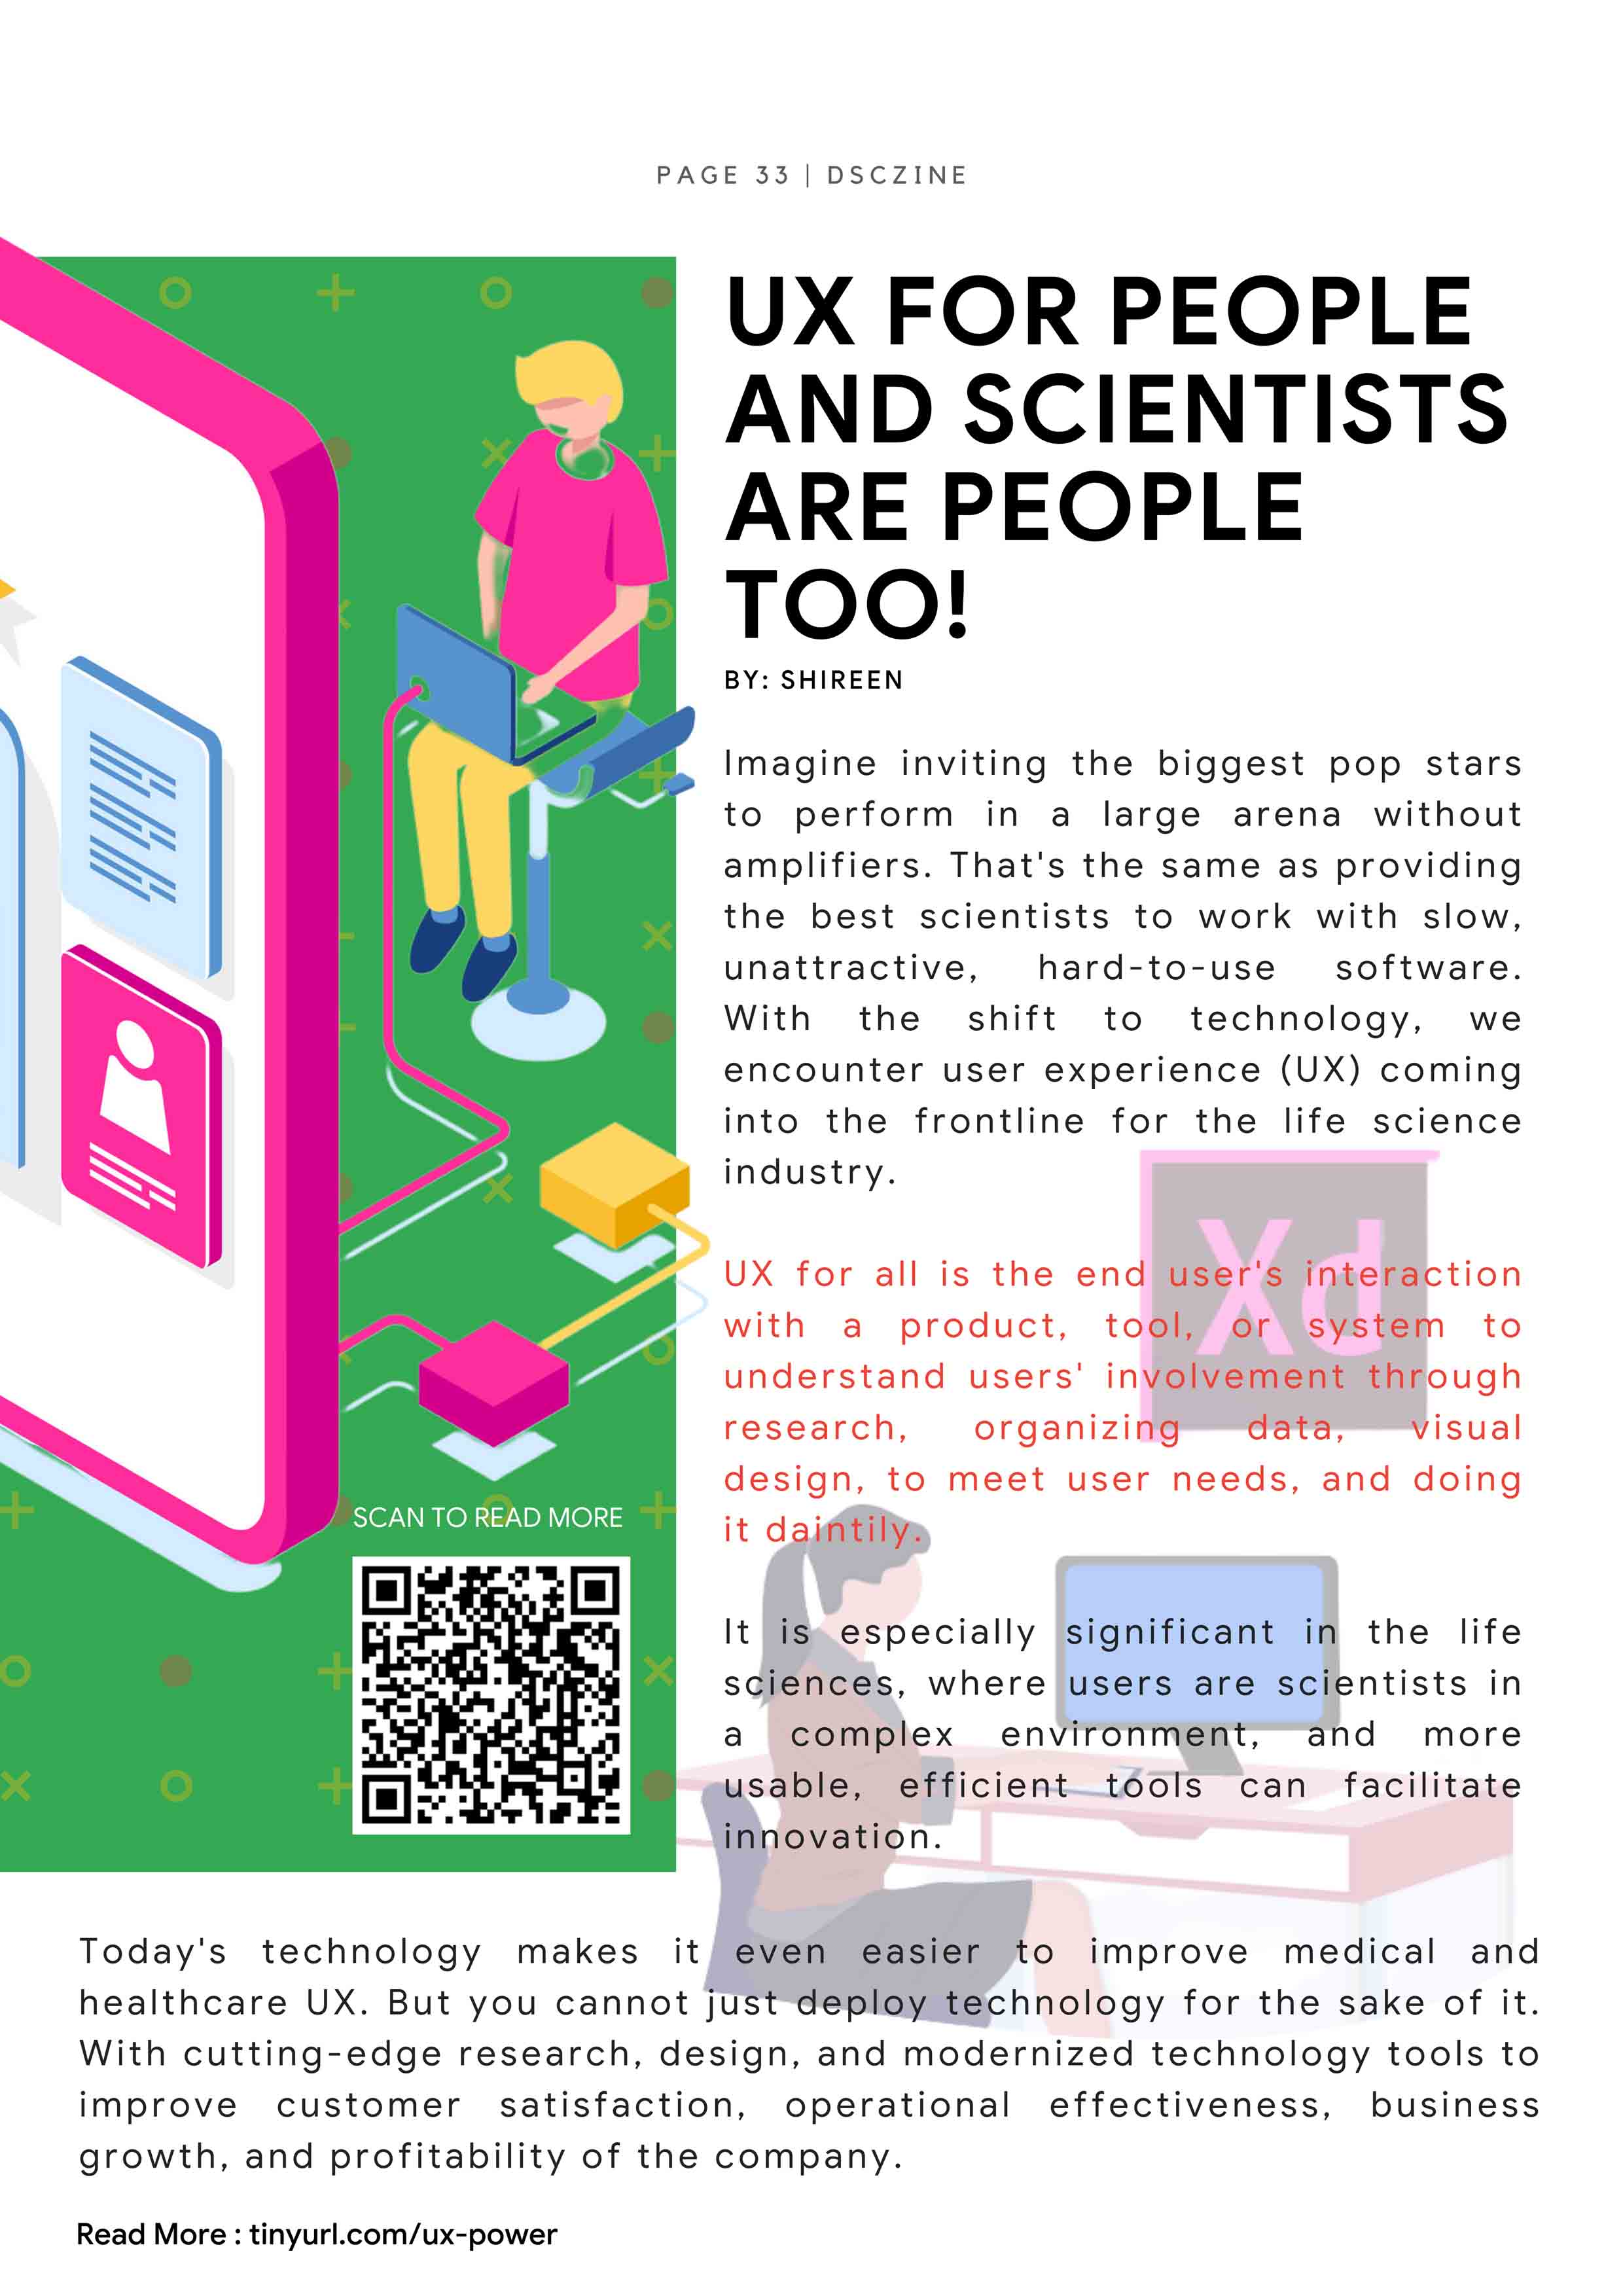 PAGE 33 | DSCZINE
UX FOR PEOPLE
AND SCIENTISTS
ARE PEOPLE
TOO!
BY: SHIREEN
Imagine inviting the biggest pop stars
to perform in a large arena without
amplifiers. That's the same as providing
the best scientists to work with slow,
unattractive, hard-to-use software.
With the shift to technology, we
encounter user experience (UX) coming
into the frontline for the life science
industry.
Xd
UX for all is the end user's interaction
with a product, tool, or system to
understand users' involvement through
research, organizing data, visual
design, to meet user needs, and doing
it daintily.
SCAN TO READ MORE
It is especially significant in the life
sciences, where users are scientists in
a complex environment, and more
usable, efficient tools can facilitate
innovation.
Today's technology makes it even easier to improve medical and
healthcare UX. But you cannot just deploy technology for the sake of it.
With cutting-edge research, design, and modernized technology tools to
improve customer satisfaction, operational effectiveness, business
growth, and profitability of the company.
Read More : tinyurl.com/ux-power